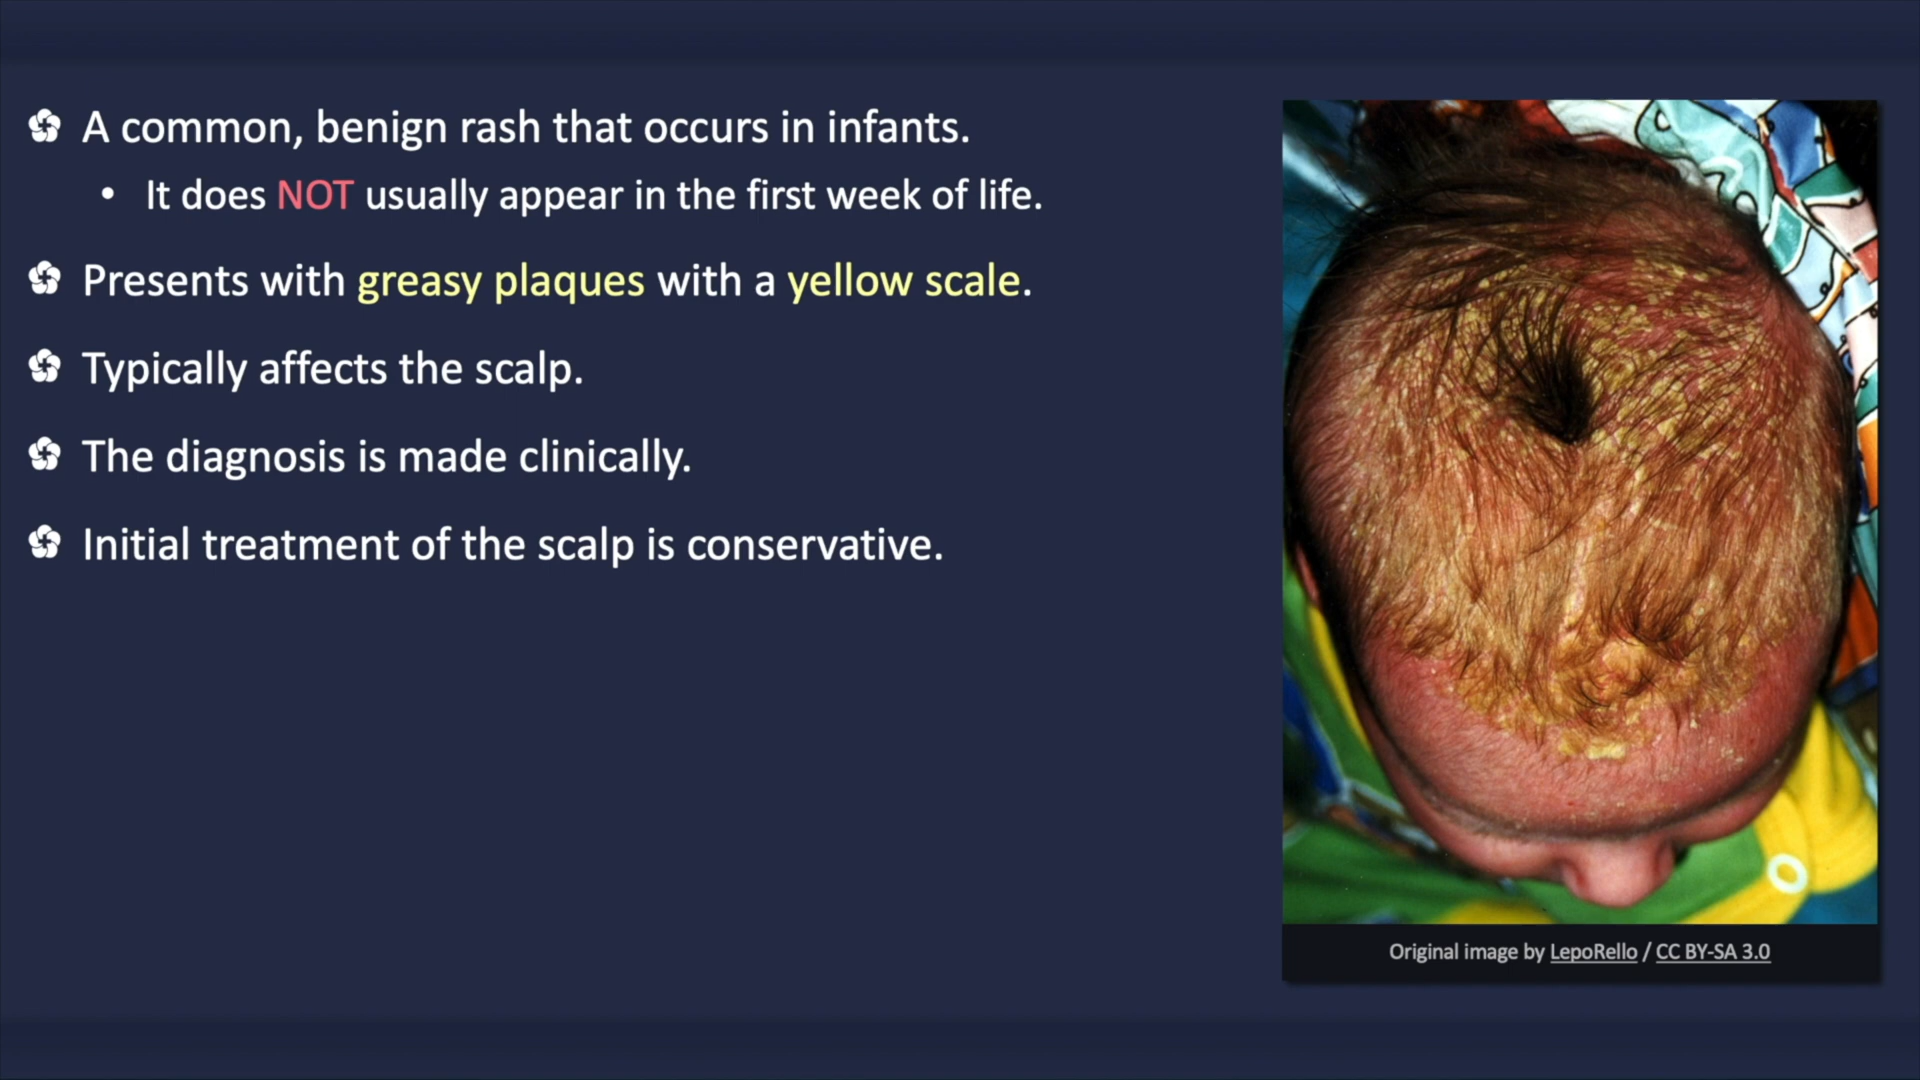 A common, benign rash that occurs in infants.
• It does NOT usually appear in the first week of life.
Presents with greasy plaques with a yellow scale.
Typically affects the scalp.
The diagnosis is made clinically.
Initial treatment of the scalp is conservative.
Original image by LepoRello / CC BY-SA 3.0